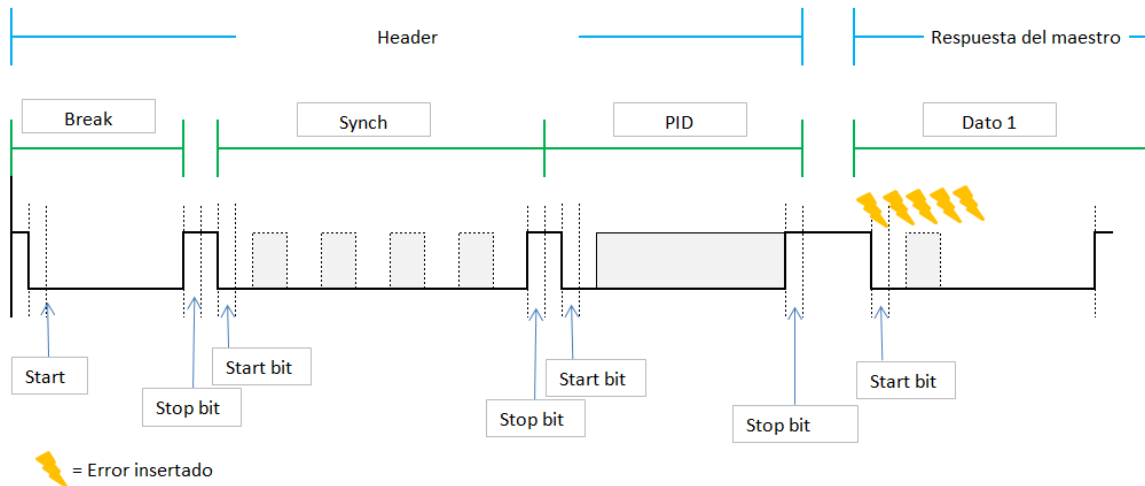 Header
Respuesta del maestro
Break
Synch
PID
Dato 1
Start
Stop bit
Start bit
Stop bit
Start bit
Stop bit
Start bit
= Error insertado